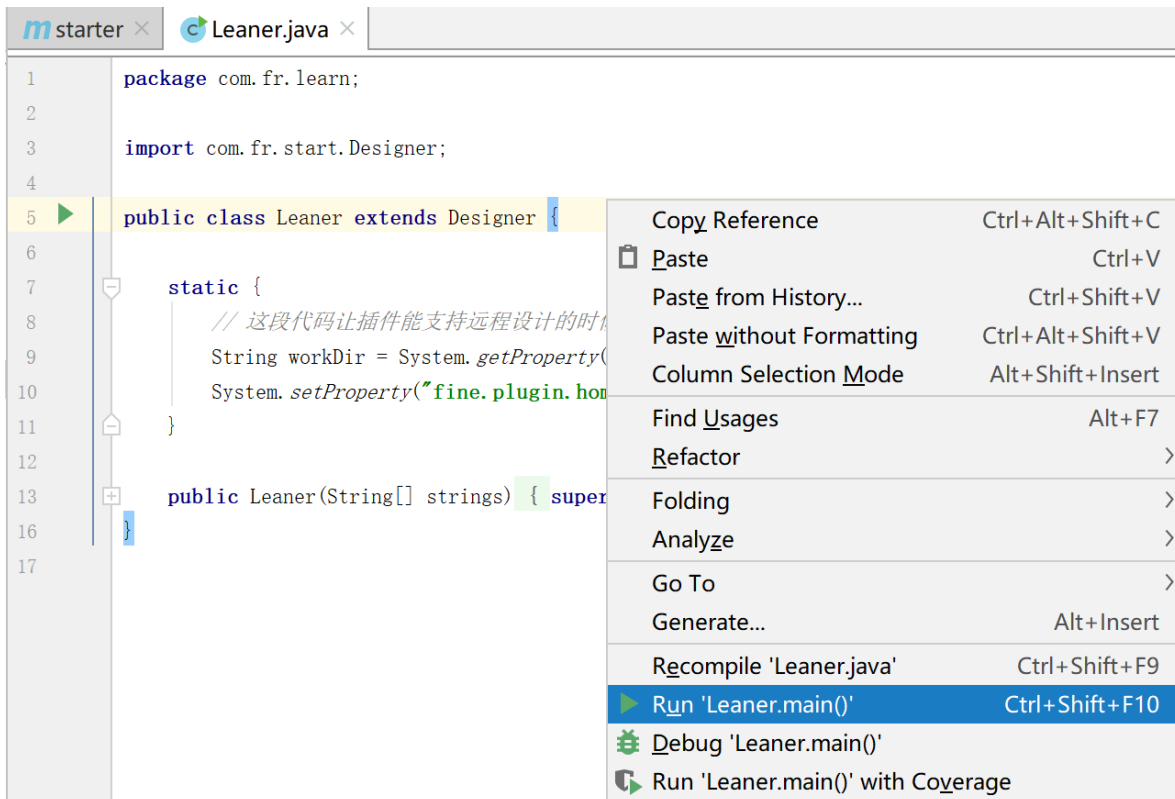 m starter
C Leaner.java
1 package com.fr.learn;
2
3 import com.fr.start.Designer;
4
5 public class Leaner extends Designer {
6
7 static {
8 // 这段代码让插件能支持远程设计的时
9 String workDir = System.getProperty(
10 System.setProperty("fine.plugin.hom
11 }
12
13 public Leaner(String[] strings) { super
16 }
17
Copy Reference Ctrl+Alt+Shift+C
Paste Ctrl+V
Paste from History... Ctrl+Shift+V
Paste without Formatting Ctrl+Alt+Shift+V
Column Selection Mode Alt+Shift+Insert
Find Usages Alt+F7
Refactor
Folding
Analyze
Go To
Generate... Alt+Insert
Recompile 'Leaner.java' Ctrl+Shift+F9
Run 'Leaner.main()' Ctrl+Shift+F10
Debug 'Leaner.main()'
Run 'Leaner.main()' with Coverage